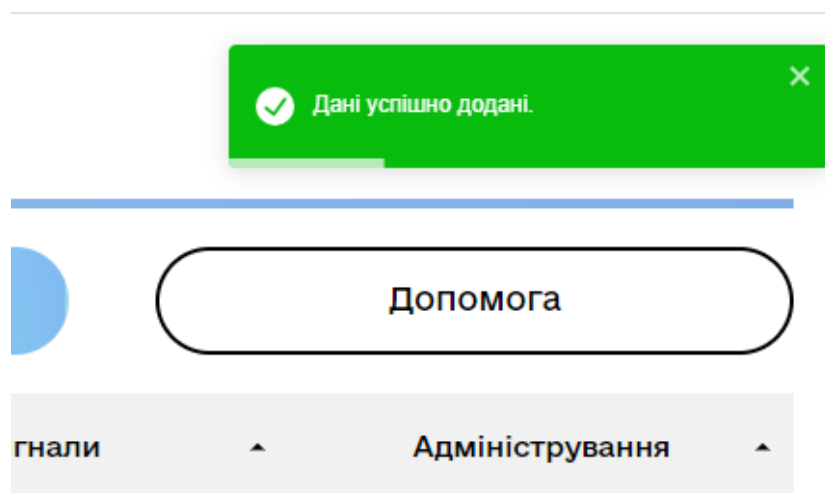 Дані успішно додані.
Допомога
гнали
Адміністрування